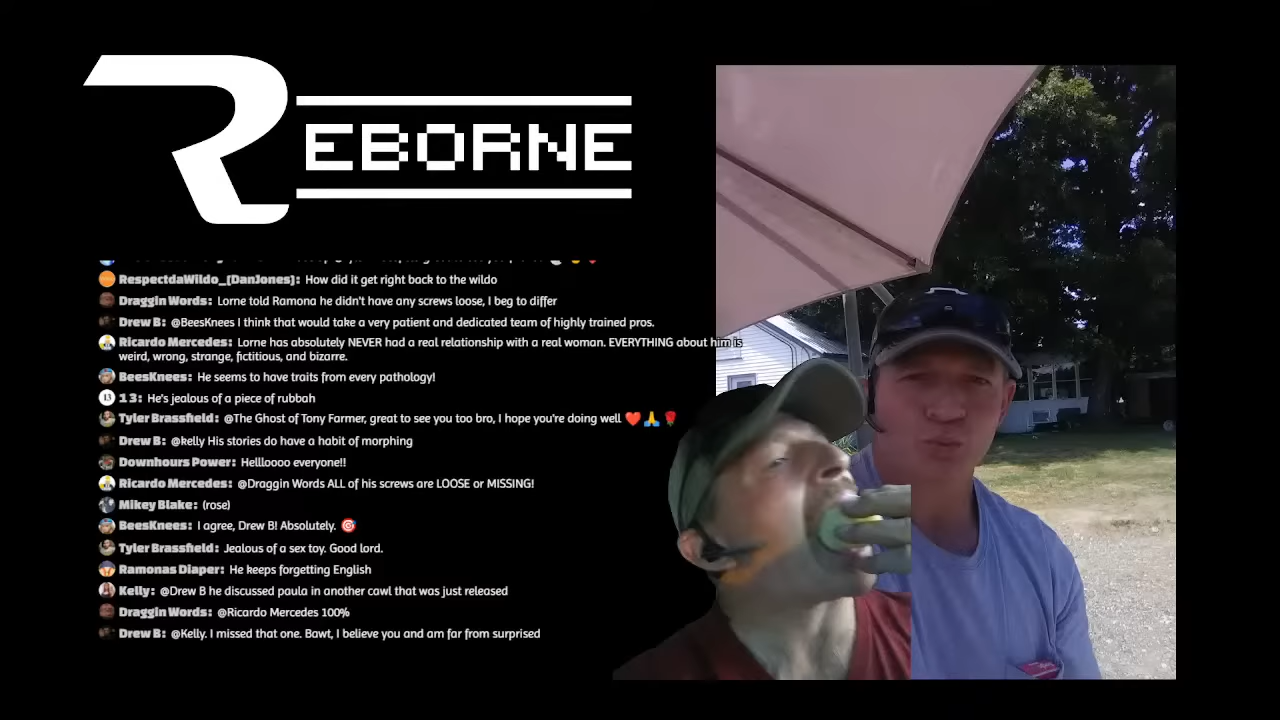 REBORNE
RespectdaWildo_(DanJones): How did it get right back to the wildo
Draggin Words: Lorne told Ramona he didn't have any screws loose, I beg to differ
Drew B: @BeesKnees I think that would take a very patient and dedicated team of highly trained pros.
Ricardo Mercedes: Lorne has absolutely NEVER had a real relationship with a real woman. EVERYTHING about him is
weird, wrong, strange, fictitious, and bizarre.
BeesKnees: He seems to have traits from every pathology!
13 1 3: He's jealous of a piece of rubbah
Tyler Brassfield: @The Ghost of Tony Farmer, great to see you too bro, I hope you're doing well ❤️🙏🌹
Drew B: @kelly His stories do have a habit of morphing
Downhours Power: Hellloooo everyone!!
Ricardo Mercedes: @Draggin Words ALL of his screws are LOOSE or MISSING!
Mikey Blake: (rose)
BeesKnees: I agree, Drew B! Absolutely. 🎯
Tyler Brassfield: Jealous of a sex toy. Good lord.
Ramonas Diaper: He keeps forgetting English
Kelly: @Drew B he discussed paula in another cawl that was just released
Draggin Words: @Ricardo Mercedes 100%
Drew B: @Kelly. I missed that one. Bawt, I believe you and am far from surprised